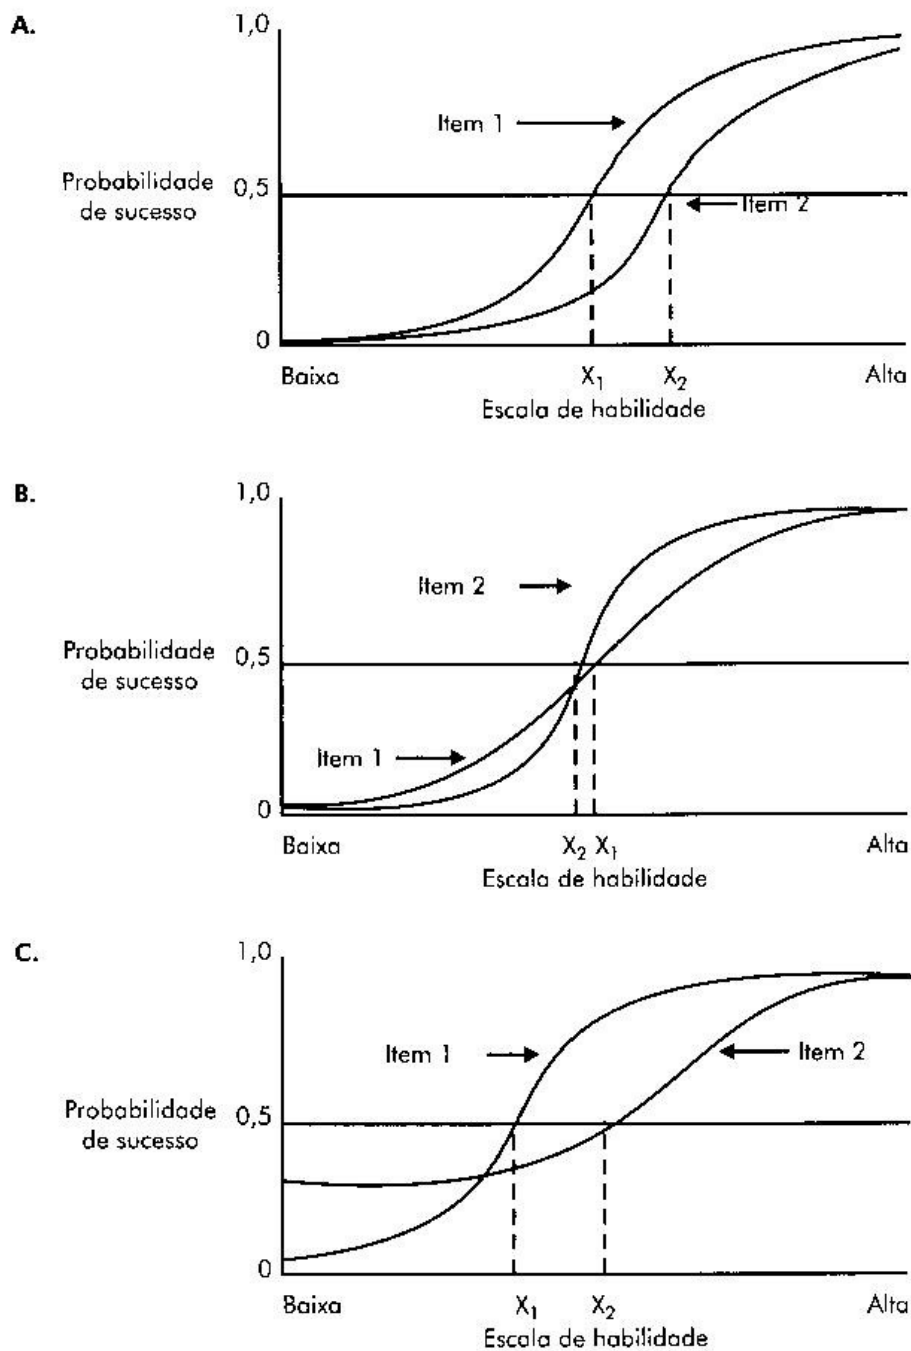 A.
1,0
Item 1
Probabilidade
de sucesso
0,5
Item 2
0
Baixa X₁ X₂ Alta
Escala de habilidade
B.
1,0
Item 2
Probabilidade
de sucesso
0,5
Item 1
0
Baixa X₂ X₁ Alta
Escala de habilidade
C.
1,0
Item 1
Item 2
Probabilidade
de sucesso
0,5
0
Baixa X₁ X₂ Alta
Escala de habilidade